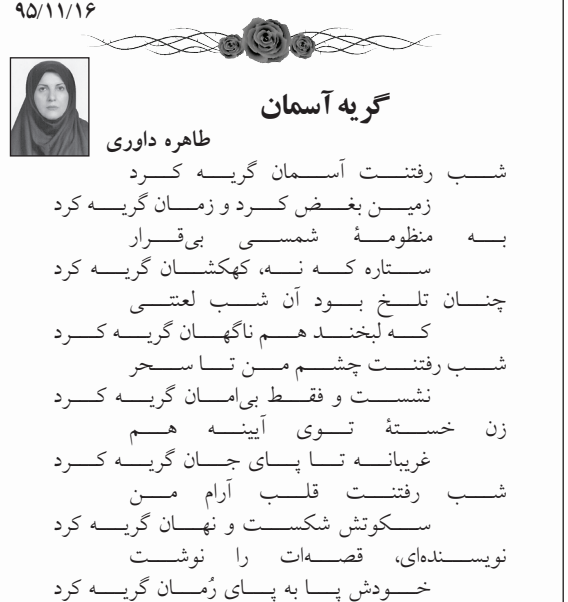 ۹۵/۱۱/۱۶
گریه آسمان
طاهره داوری
شب رفتنت آسمان گریه کرد
زمین بغض کرد و زمان گریه کرد
به منظومهٔ شمسی بی‌قرار
ستاره که نه، کهکشان گریه کرد
چنان تلخ بود آن شب لعنتی
که لبخند هم ناگهان گریه کرد
شب رفتنت چشم من تا سحر
نشست و فقط بی‌امان گریه کرد
زن خستهٔ توی آیینه هم
غریبانه تا پای جان گریه کرد
شب رفتنت قلب آرام من
سکوتش شکست و نهان گریه کرد
نویسنده‌ای، قصه‌ات را نوشت
خودش پا به پای رُمان گریه کرد